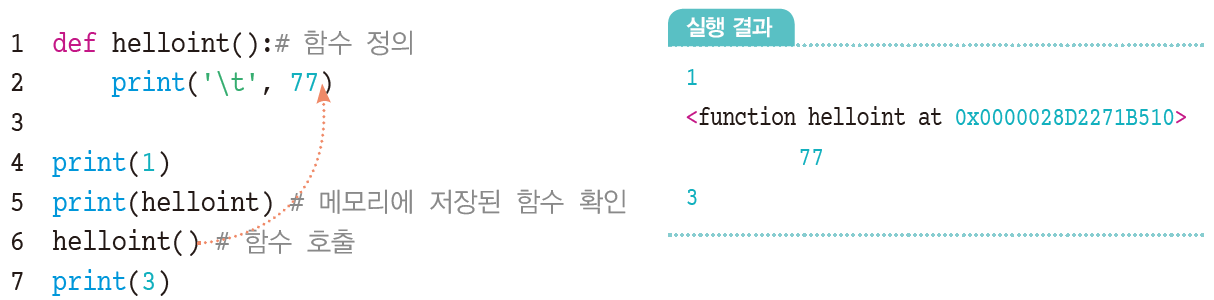 1 def helloint():# 함수 정의
2     print('\t', 77)
3
4 print(1)
5 print(helloint) # 메모리에 저장된 함수 확인
6 helloint() # 함수 호출
7 print(3)
실행 결과
1
<function helloint at 0x0000028D2271B510>
        77
3